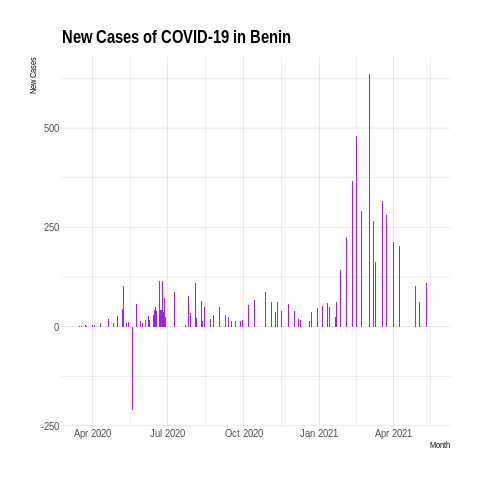 New Cases of COVID-19 in Benin
New Cases
500
250
0
-250
Apr 2020 Jul 2020 Oct 2020 Jan 2021 Apr 2021
Month